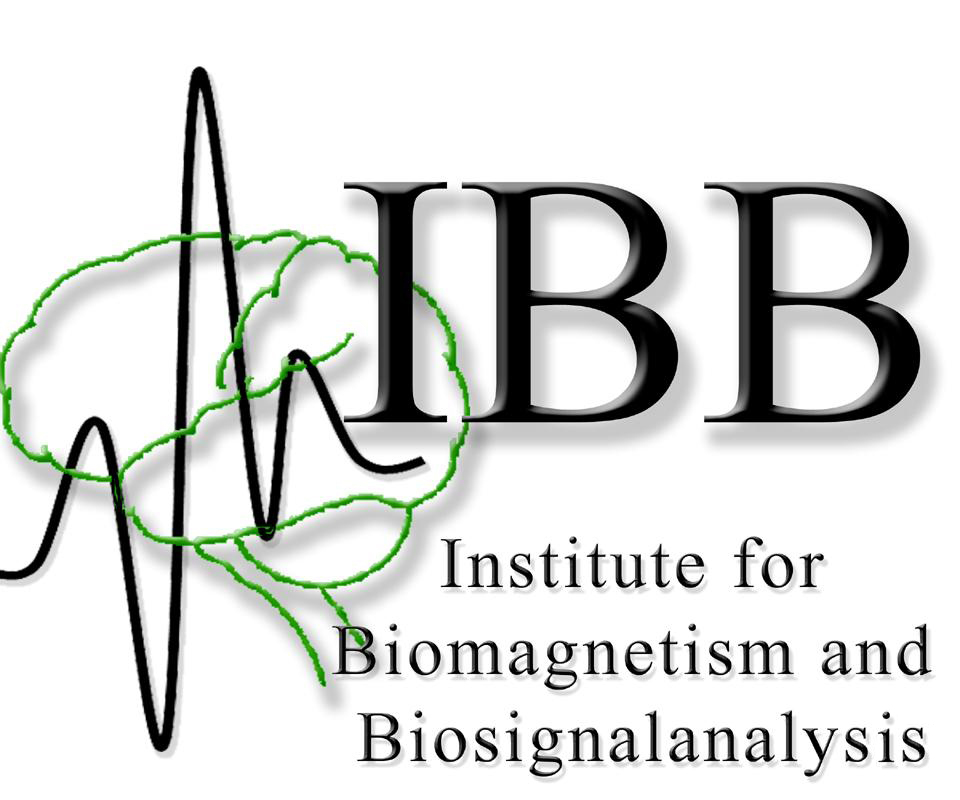 IBB
Institute for
Biomagnetism and
Biosignalanalysis